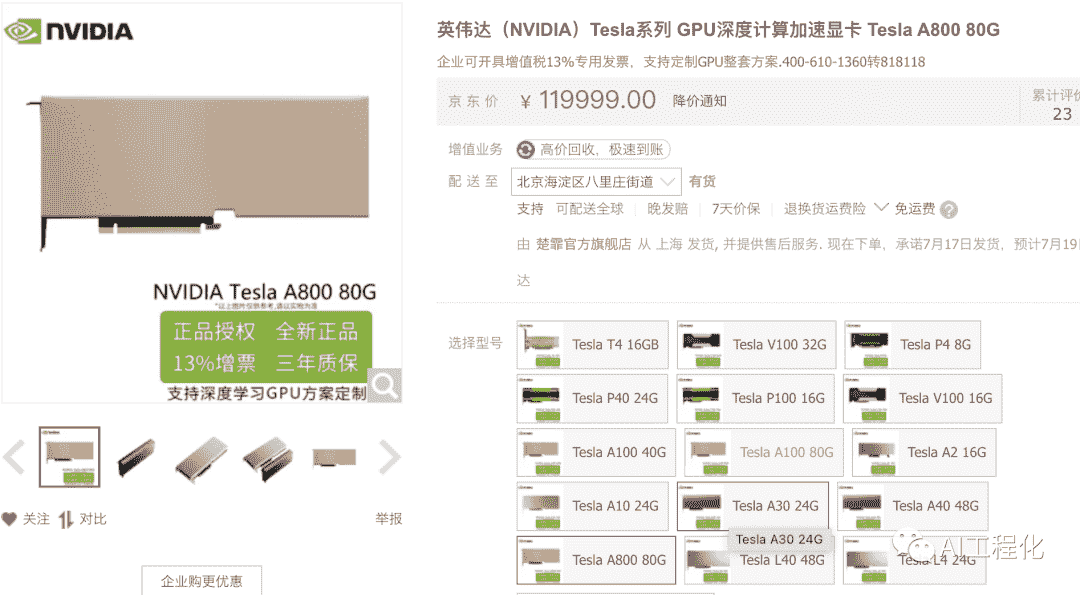 NVIDIA
NVIDIA Tesla A800 80G
正品授权 全新正品
13%增票 三年质保
支持深度学习GPU方案定制
关注 对比 举报
企业购更优惠
英伟达（NVIDIA）Tesla系列 GPU深度计算加速显卡 Tesla A800 80G
企业可开具增值税13%专用发票，支持定制GPU整套方案.400-610-1360转818118
京东价 ￥119999.00 降价通知
累计评价
23
增值业务 高价回收，极速到账
配送至 北京海淀区八里庄街道 有货
支持 可配送全球 晚发赔 7天价保 退换货运费险 免运费
由 楚霏官方旗舰店 从 上海 发货, 并提供售后服务. 现在下单，承诺7月17日发货，预计7月19
达
选择型号
Tesla T4 16GB Tesla V100 32G Tesla P4 8G
Tesla P40 24G Tesla P100 16G Tesla V100 16G
Tesla A100 40G Tesla A100 80G Tesla A2 16G
Tesla A10 24G Tesla A30 24G Tesla A40 48G
Tesla A30 24G
Tesla A800 80G Tesla L40 48G Tesla L4 24G
AI工程化